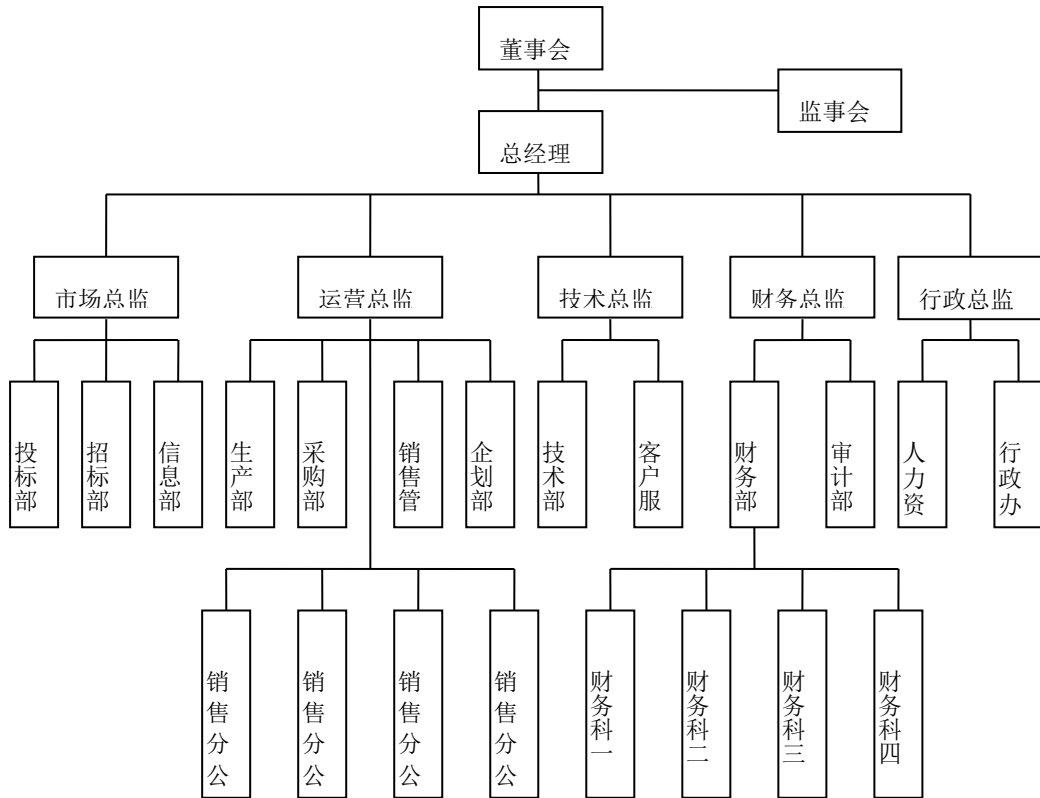 董事会
监事会
总经理
市场总监
运营总监
技术总监
财务总监
行政总监
投标部
招标部
信息部
生产部
采购部
销售管
企划部
技术部
客户服
财务部
审计部
人力资
行政办
销售分公
销售分公
销售分公
销售分公
财务科一
财务科二
财务科三
财务科四